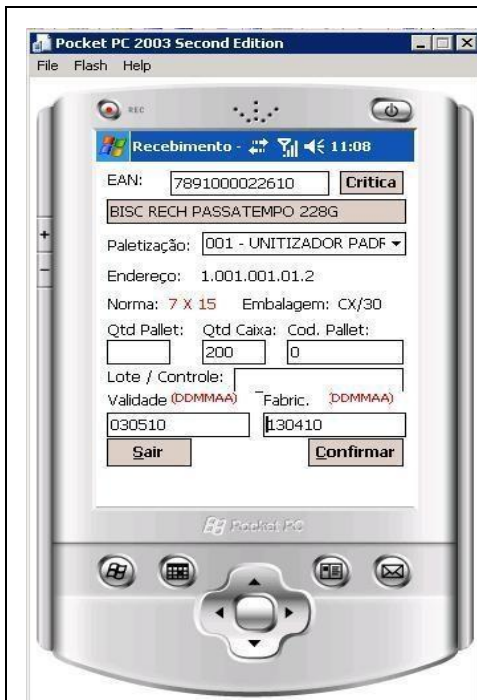 Pocket PC 2003 Second Edition
File Flash Help
REC
Recebimento - 11:08
EAN: 7891000022610 Critica
BISC RECH PASSATEMPO 228G
+
Paletização: 001 - UNITIZADOR PADF
-
Endereço: 1.001.001.01.2
Norma: 7 X 15 Embalagem: CX/30
Qtd Pallet: Qtd Caixa: Cod. Pallet:
200 0
Lote / Controle:
Validade (DDMMAA) Fabric. (DDMMAA)
030510 130410
Sair Confirmar
Pocket PC